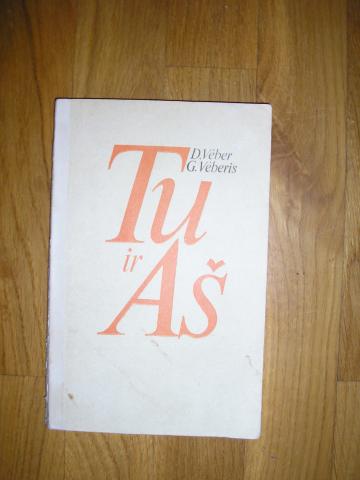 D. Vėber
G. Vėberis
Tu
ir
Aš